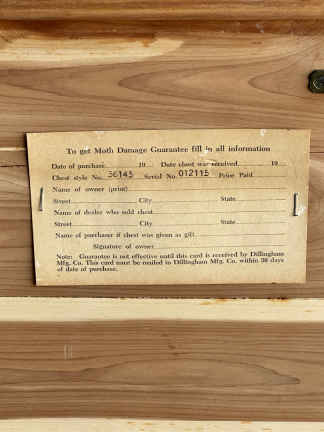 To get Moth Damage Guarantee fill in all information
Date of purchase 19 Date chest was received 19
Chest style No. 56145 Serial No 012115 Price Paid
Name of owner (print)
Street City State
Name of dealer who sold chest
Street City State
Name of purchaser if chest was given as gift
Signature of owner
Note: Guarantee is not effective until this card is received by Dillingham
Mfg. Co. This card must be mailed to Dillingham Mfg. Co. within 30 days
of date of purchase.